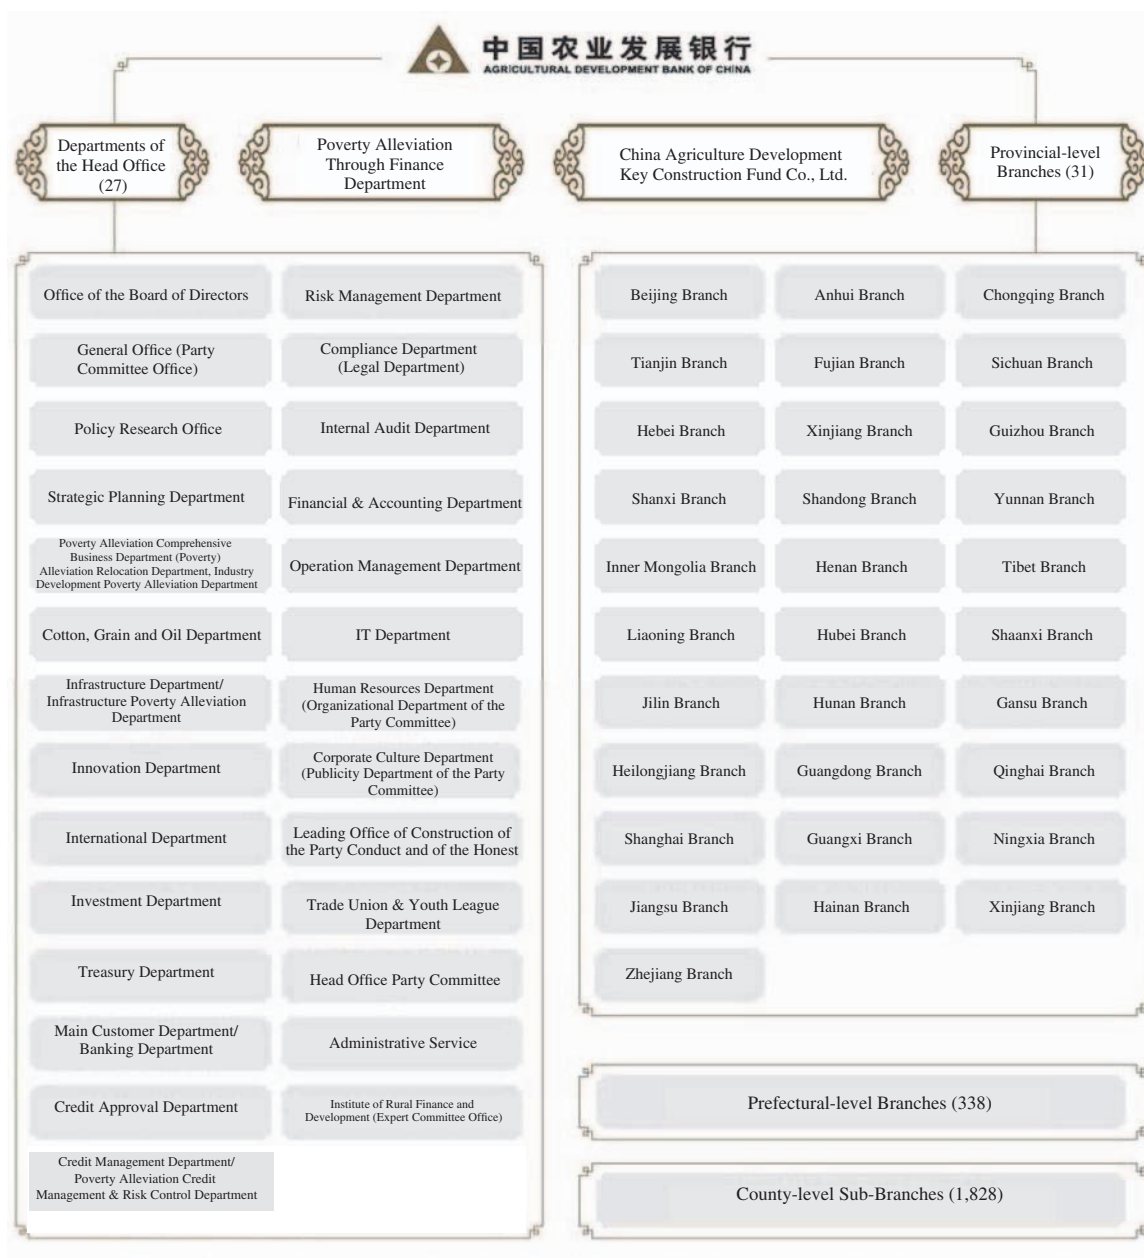 中国农业发展银行
AGRICULTURAL DEVELOPMENT BANK OF CHINA
Departments of
the Head Office
(27)
Poverty Alleviation
Through Finance
Department
China Agriculture Development
Key Construction Fund Co., Ltd.
Provincial-level
Branches (31)
Office of the Board of Directors
General Office (Party
Committee Office)
Policy Research Office
Strategic Planning Department
Poverty Alleviation Comprehensive
Business Department (Poverty)
Alleviation Relocation Department, Industry
Development Poverty Alleviation Department
Cotton, Grain and Oil Department
Infrastructure Department/
Infrastructure Poverty Alleviation
Department
Innovation Department
International Department
Investment Department
Treasury Department
Main Customer Department/
Banking Department
Credit Approval Department
Credit Management Department/
Poverty Alleviation Credit
Management & Risk Control Department
Risk Management Department
Compliance Department
(Legal Department)
Internal Audit Department
Financial & Accounting Department
Operation Management Department
IT Department
Human Resources Department
(Organizational Department of the
Party Committee)
Corporate Culture Department
(Publicity Department of the Party
Committee)
Leading Office of Construction of
the Party Conduct and of the Honest
Trade Union & Youth League
Department
Head Office Party Committee
Administrative Service
Institute of Rural Finance and
Development (Expert Committee Office)
Beijing Branch
Tianjin Branch
Hebei Branch
Shanxi Branch
Inner Mongolia Branch
Liaoning Branch
Jilin Branch
Heilongjiang Branch
Shanghai Branch
Jiangsu Branch
Zhejiang Branch
Anhui Branch
Fujian Branch
Xinjiang Branch
Shandong Branch
Henan Branch
Hubei Branch
Hunan Branch
Guangdong Branch
Guangxi Branch
Hainan Branch
Chongqing Branch
Sichuan Branch
Guizhou Branch
Yunnan Branch
Tibet Branch
Shaanxi Branch
Gansu Branch
Qinghai Branch
Ningxia Branch
Xinjiang Branch
Prefectural-level Branches (338)
County-level Sub-Branches (1,828)